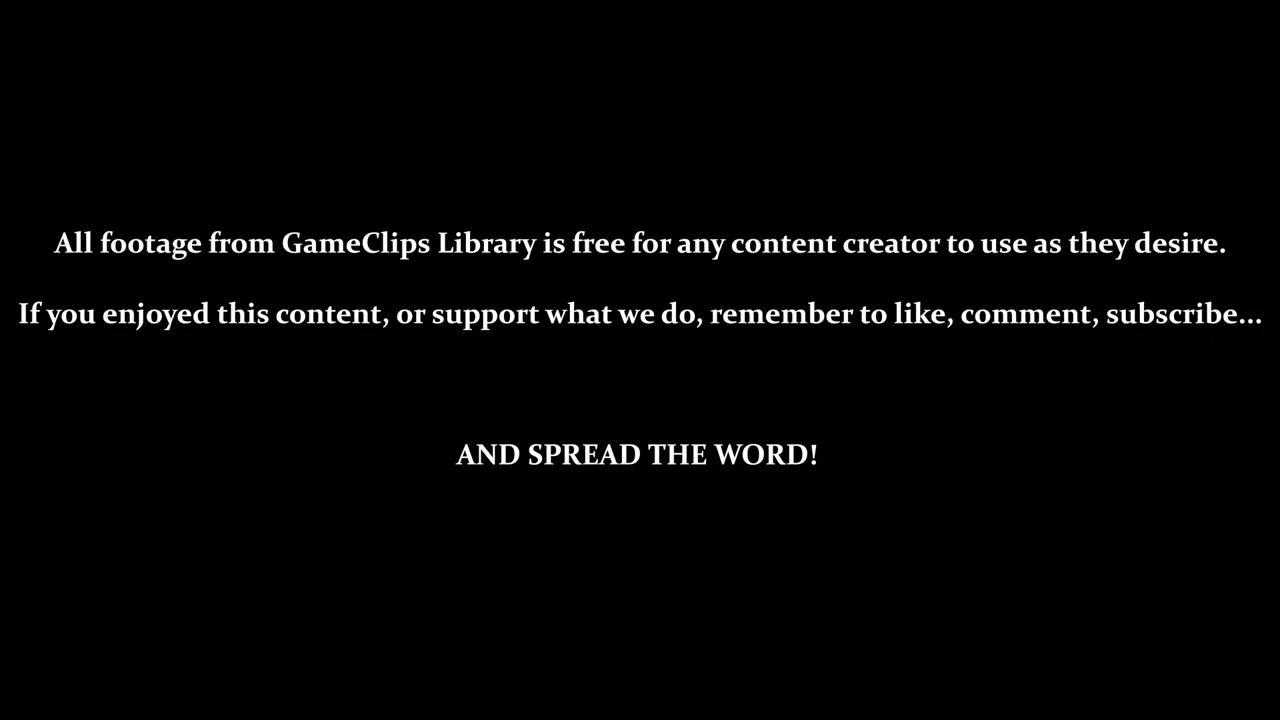 All footage from GameClips Library is free for any content creator to use as they desire.
If you enjoyed this content, or support what we do, remember to like, comment, subscribe...
AND SPREAD THE WORD!